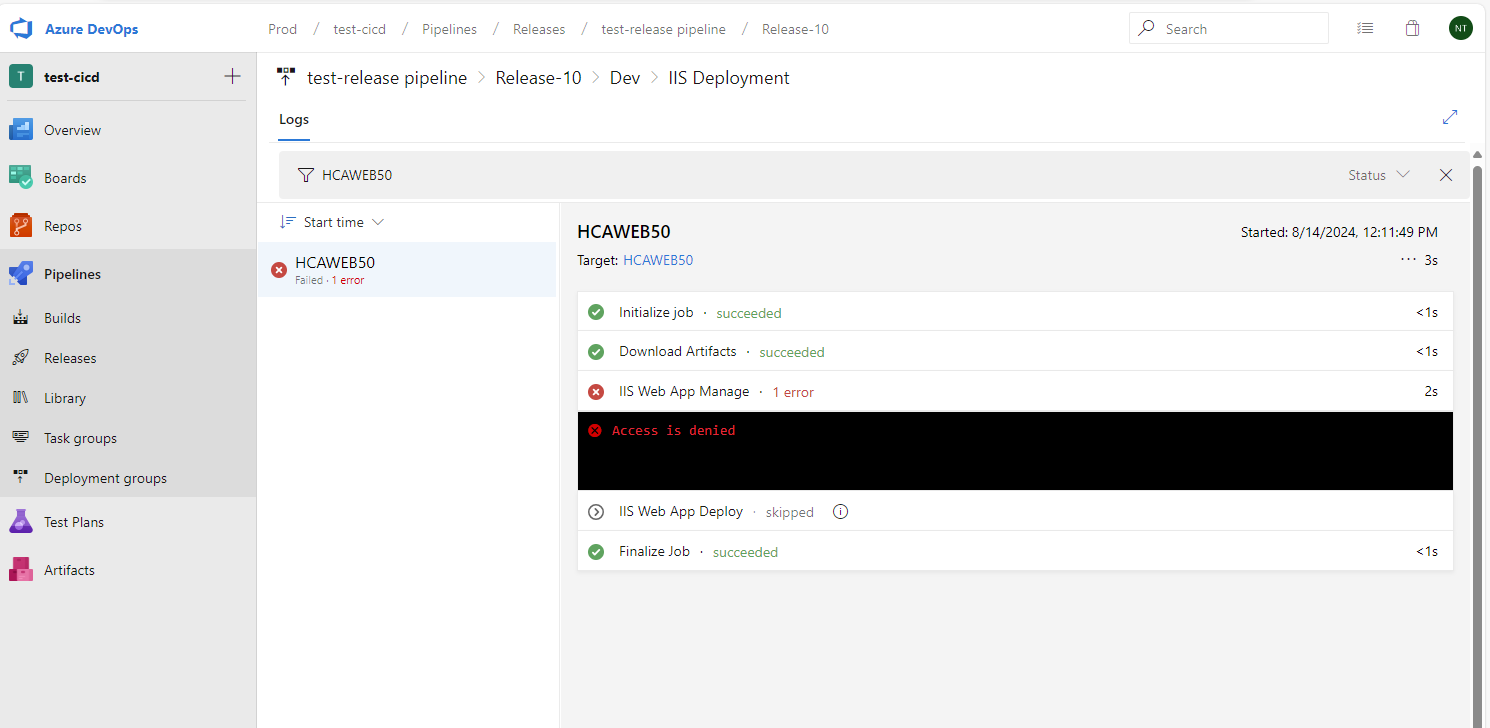 Azure DevOps
Prod / test-cicd / Pipelines / Releases / test-release pipeline / Release-10
Search
NT
T test-cicd
Overview
Boards
Repos
Pipelines
Builds
Releases
Library
Task groups
Deployment groups
Test Plans
Artifacts
test-release pipeline > Release-10 > Dev > IIS Deployment
Logs
HCAWEB50
Status
Start time
HCAWEB50
Failed · 1 error
HCAWEB50
Started: 8/14/2024, 12:11:49 PM
Target: HCAWEB50
··· 3s
Initialize job · succeeded <1s
Download Artifacts · succeeded <1s
IIS Web App Manage · 1 error 2s
Access is denied
IIS Web App Deploy · skipped
Finalize Job · succeeded <1s